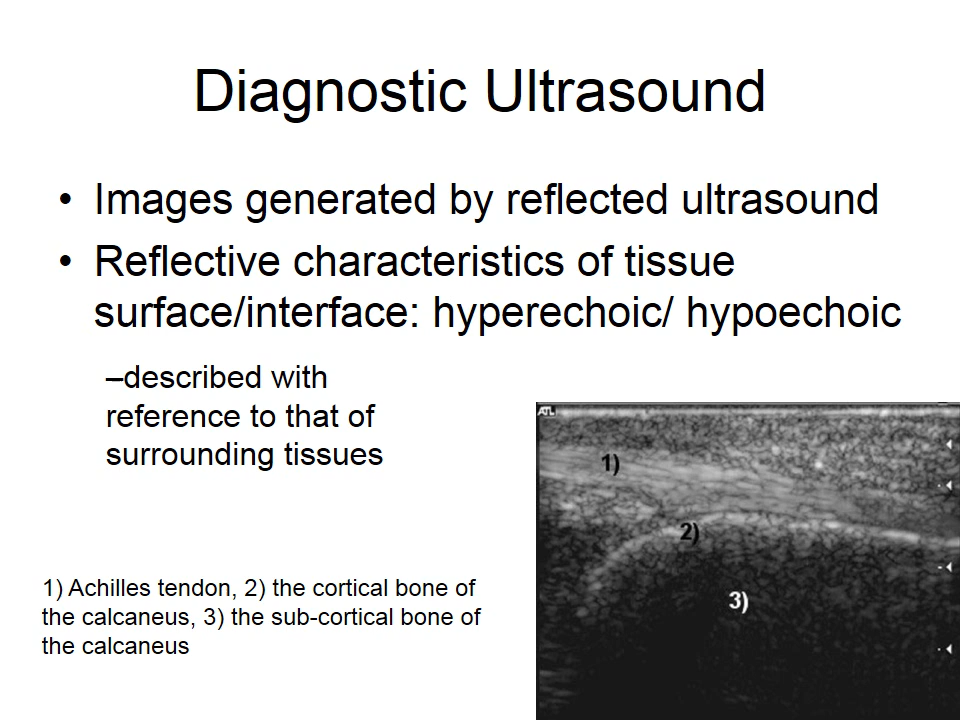 Diagnostic Ultrasound
• Images generated by reflected ultrasound
• Reflective characteristics of tissue
surface/interface: hyperechoic/ hypoechoic
–described with
reference to that of
surrounding tissues
ATL
1)
2)
3)
1) Achilles tendon, 2) the cortical bone of
the calcaneus, 3) the sub-cortical bone of
the calcaneus